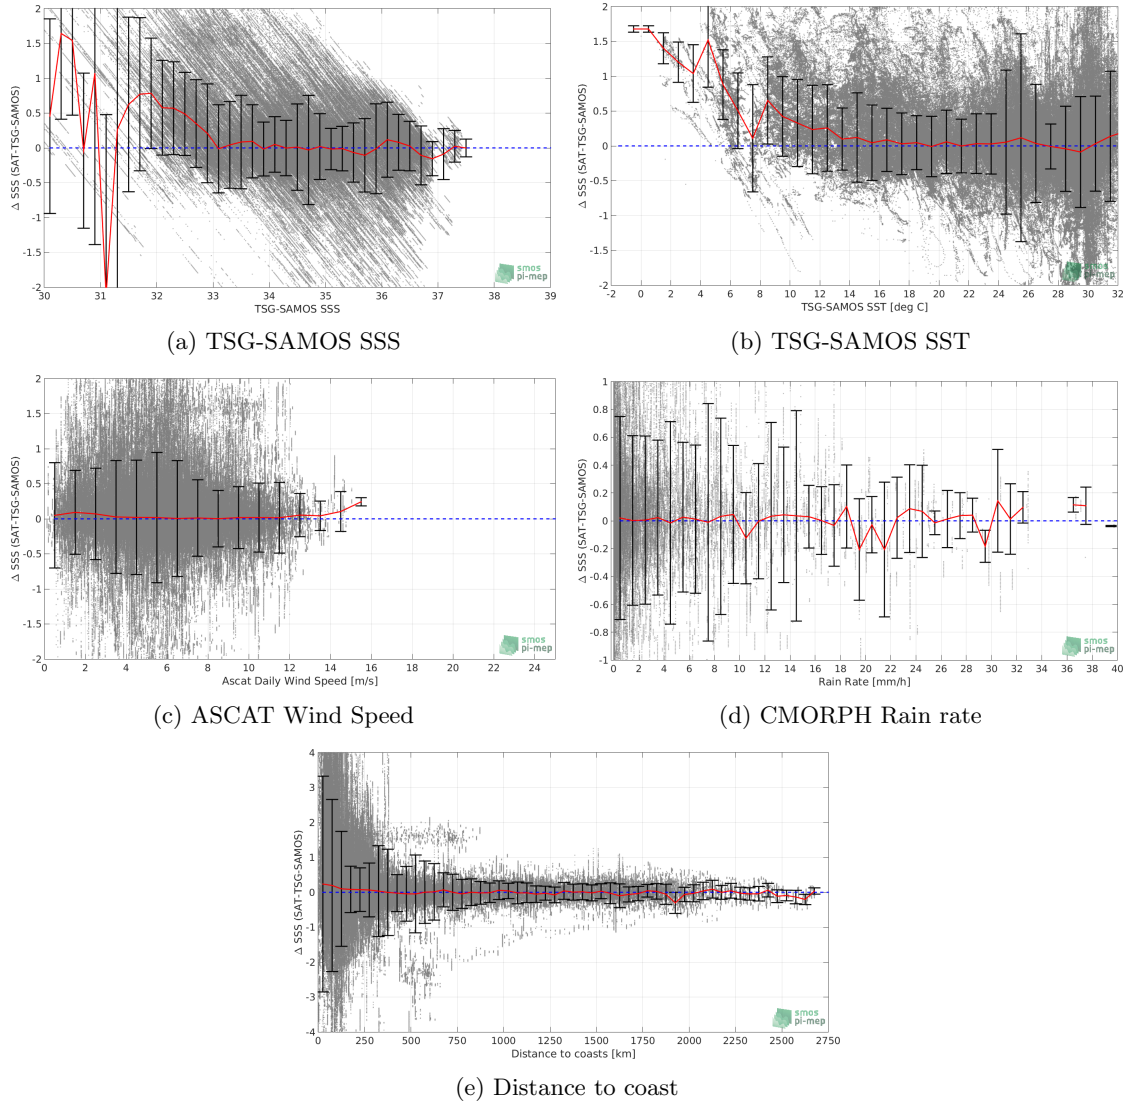 2
1.5
1
0.5
0
-0.5
-1
-1.5
-2
Δ SSS (SAT-TSG-SAMOS)
30 31 32 33 34 35 36 37 38 39
TSG-SAMOS SSS
smos
pi-mep
(a) TSG-SAMOS SSS
2
1.5
1
0.5
0
-0.5
-1
-1.5
-2
Δ SSS (SAT-TSG-SAMOS)
-2 0 2 4 6 8 10 12 14 16 18 20 22 24 26 28 30 32
TSG-SAMOS SST [deg C]
smos
pi-mep
(b) TSG-SAMOS SST
2
1.5
1
0.5
0
-0.5
-1
-1.5
-2
Δ SSS (SAT-TSG-SAMOS)
0 2 4 6 8 10 12 14 16 18 20 22 24
Ascat Daily Wind Speed [m/s]
smos
pi-mep
(c) ASCAT Wind Speed
1
0.8
0.6
0.4
0.2
0
-0.2
-0.4
-0.6
-0.8
-1
Δ SSS (SAT-TSG-SAMOS)
0 2 4 6 8 10 12 14 16 18 20 22 24 26 28 30 32 34 36 38 40
Rain Rate [mm/h]
smos
pi-mep
(d) CMORPH Rain rate
4
3
2
1
0
-1
-2
-3
-4
Δ SSS (SAT-TSG-SAMOS)
0 250 500 750 1000 1250 1500 1750 2000 2250 2500 2750
Distance to coasts [km]
smos
pi-mep
(e) Distance to coast